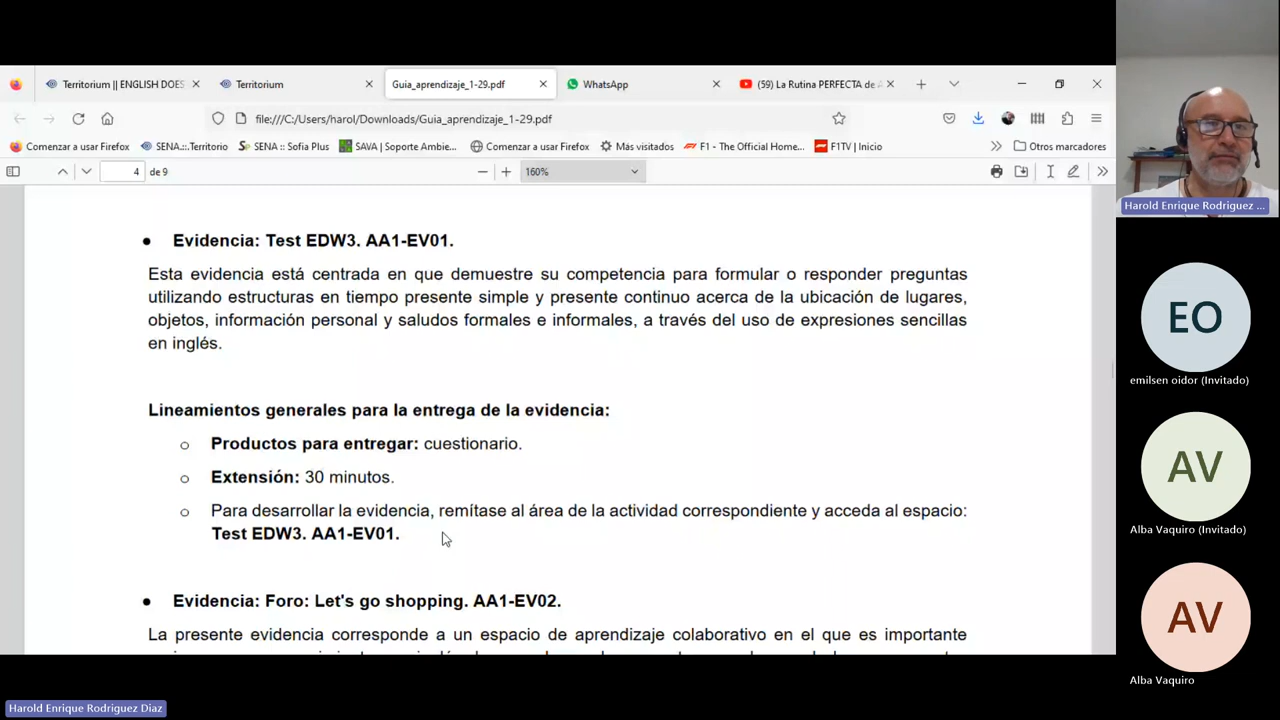 Territorium || ENGLISH DOES
Territorium
Guia_aprendizaje_1-29.pdf
WhatsApp
(59) La Rutina PERFECTA de
file:///C:/Users/harol/Downloads/Guia_aprendizaje_1-29.pdf
Comenzar a usar Firefox
SENA.::.Territorio
SENA :: Sofia Plus
SAVA | Soporte Ambie...
Comenzar a usar Firefox
Más visitados
F1 - The Official Home...
F1TV | Inicio
Otros marcadores
4 de 9
160%
Evidencia: Test EDW3. AA1-EV01.
Esta evidencia está centrada en que demuestre su competencia para formular o responder preguntas
utilizando estructuras en tiempo presente simple y presente continuo acerca de la ubicación de lugares,
objetos, información personal y saludos formales e informales, a través del uso de expresiones sencillas
en inglés.
Lineamientos generales para la entrega de la evidencia:
Productos para entregar: cuestionario.
Extensión: 30 minutos.
Para desarrollar la evidencia, remítase al área de la actividad correspondiente y acceda al espacio:
Test EDW3. AA1-EV01.
Evidencia: Foro: Let's go shopping. AA1-EV02.
La presente evidencia corresponde a un espacio de aprendizaje colaborativo en el que es importante
Harold Enrique Rodriguez ...
EO
emilsen oidor (Invitado)
AV
Alba Vaquiro (Invitado)
AV
Alba Vaquiro
Harold Enrique Rodriguez Diaz